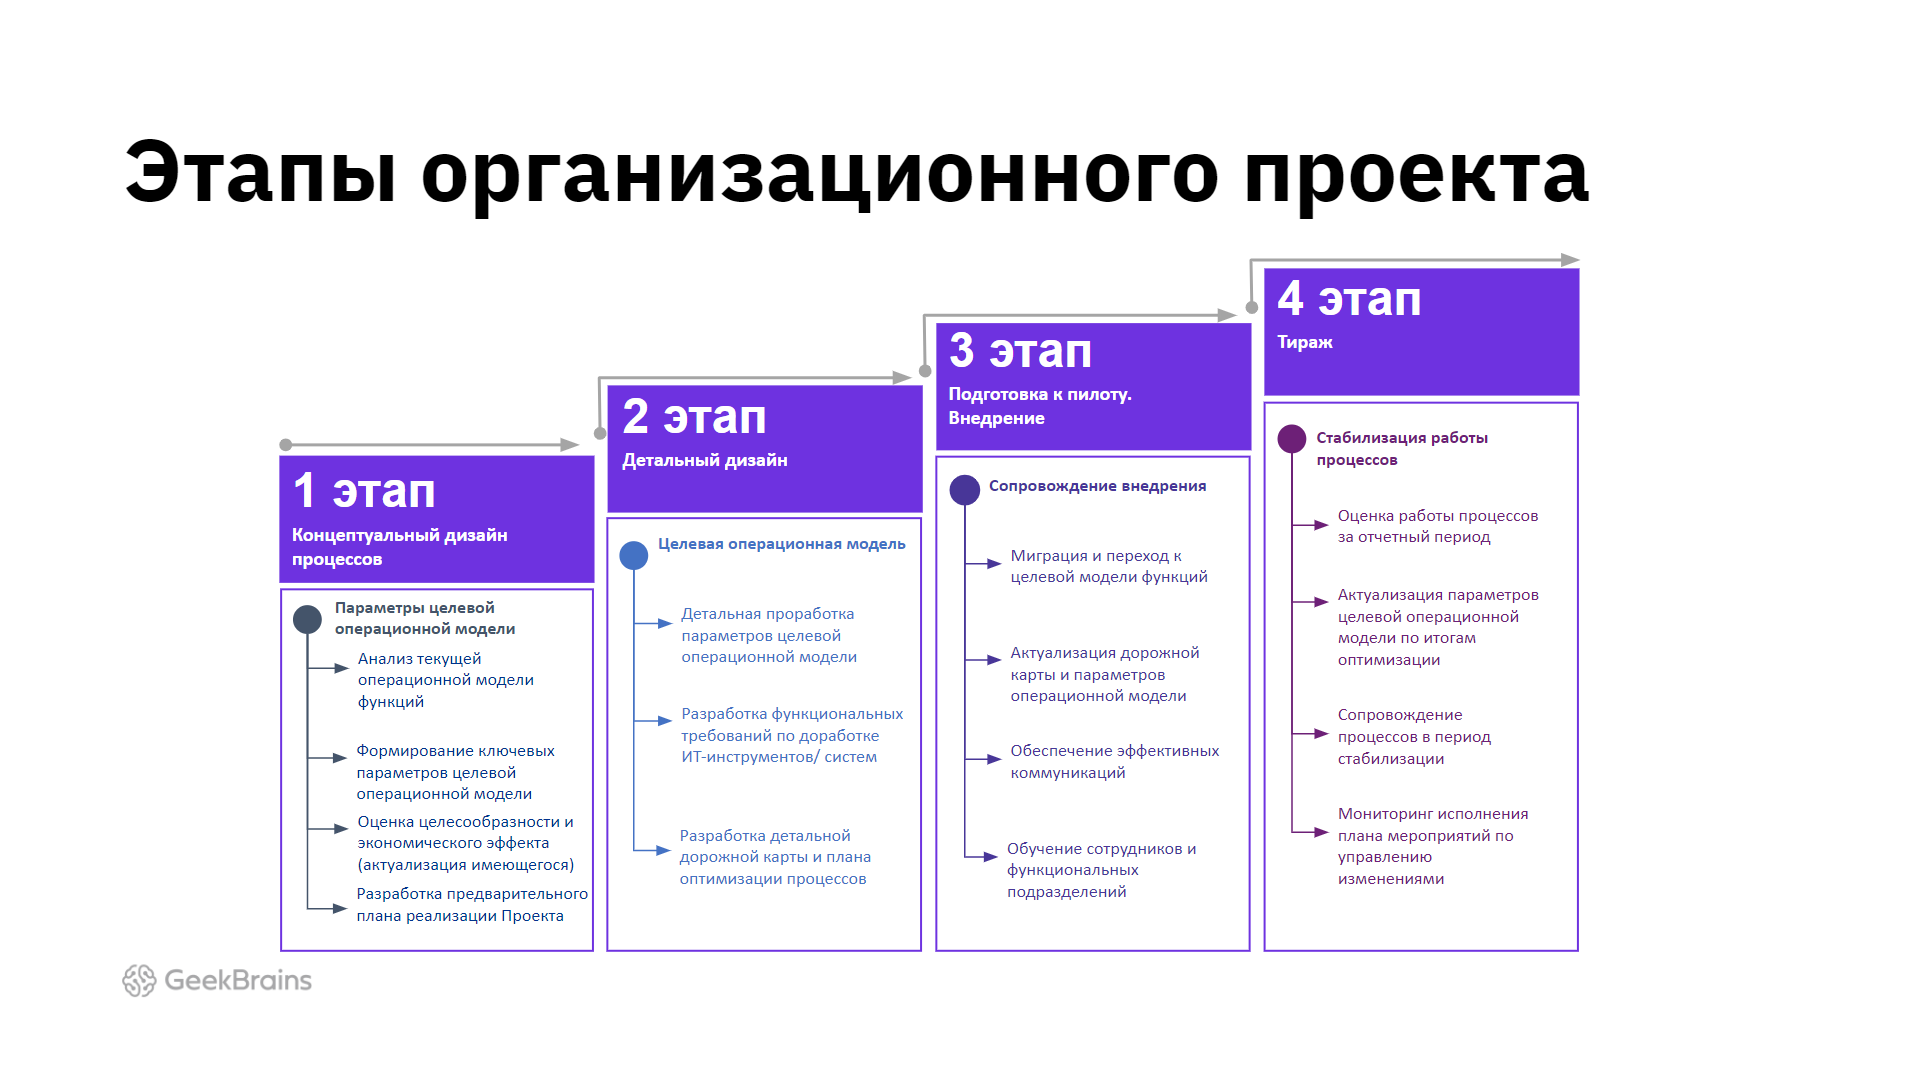 Этапы организационного проекта
1 этап
Концептуальный дизайн
процессов
Параметры целевой
операционной модели
Анализ текущей
операционной модели
функций
Формирование ключевых
параметров целевой
операционной модели
Оценка целесообразности и
экономического эффекта
(актуализация имеющегося)
Разработка предварительного
плана реализации Проекта
2 этап
Детальный дизайн
Целевая операционная модель
Детальная проработка
параметров целевой
операционной модели
Разработка функциональных
требований по доработке
ИТ-инструментов/ систем
Разработка детальной
дорожной карты и плана
оптимизации процессов
3 этап
Подготовка к пилоту.
Внедрение
Сопровождение внедрения
Миграция и переход к
целевой модели функций
Актуализация дорожной
карты и параметров
операционной модели
Обеспечение эффективных
коммуникаций
Обучение сотрудников и
функциональных
подразделений
4 этап
Тираж
Стабилизация работы
процессов
Оценка работы процессов
за отчетный период
Актуализация параметров
целевой операционной
модели по итогам
оптимизации
Сопровождение
процессов в период
стабилизации
Мониторинг исполнения
плана мероприятий по
управлению
изменениями
GeekBrains